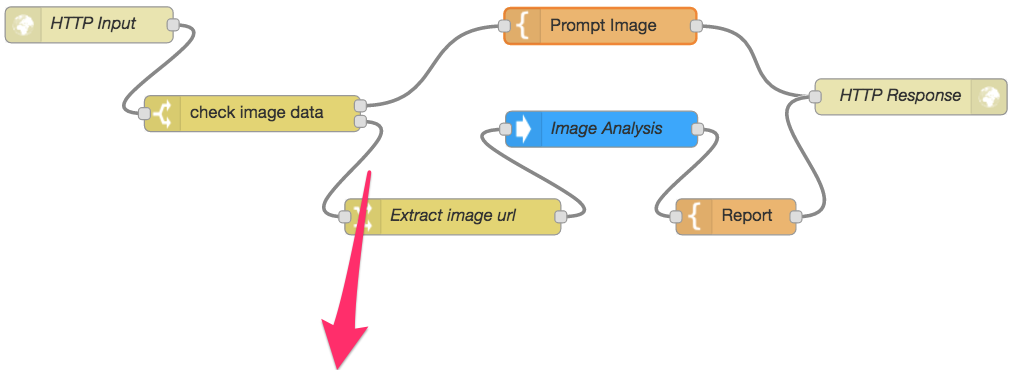 HTTP Input
Prompt Image
HTTP Response
check image data
Image Analysis
Extract image url
Report